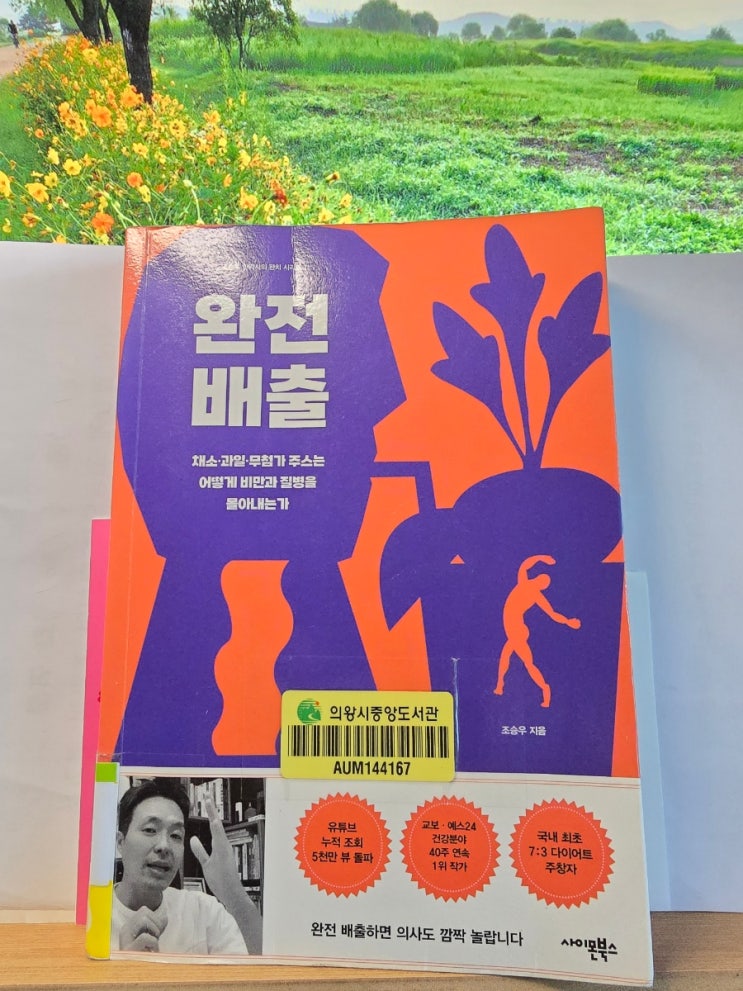 완전
배출
채소·과일·무첨가 주스는
어떻게 비만과 질병을
몰아내는가
조승우 지음
의왕시중앙도서관
AUM144167
유튜브
누적 조회
5천만 뷰 돌파
교보·예스24
건강분야
40주 연속
1위 작가
국내 최초
7:3 다이어트
주창자
완전 배출하면 의사도 깜짝 놀랍니다
사이몬북스